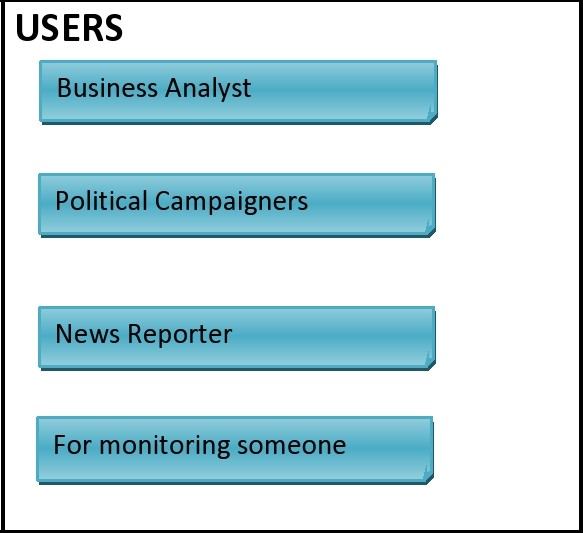 USERS
Business Analyst
Political Campaigners
News Reporter
For monitoring someone